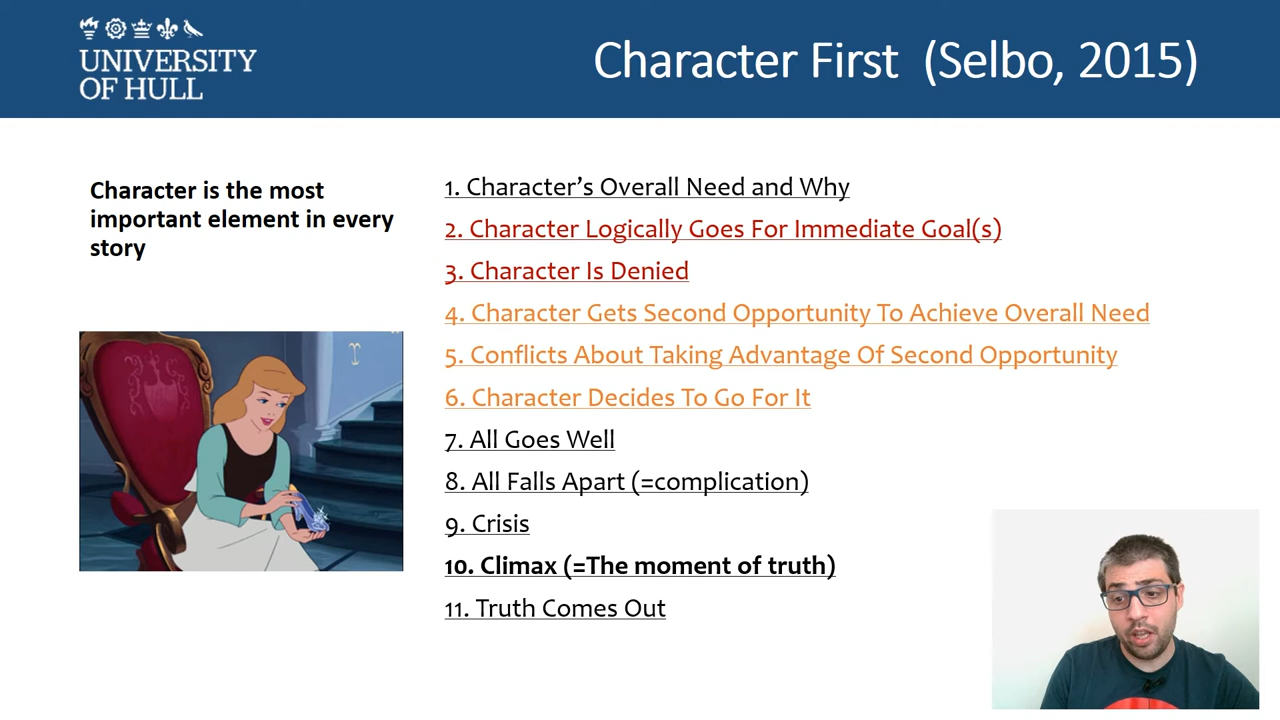 UNIVERSITY
OF HULL
Character First (Selbo, 2015)
Character is the most
important element in every
story
1. Character’s Overall Need and Why
2. Character Logically Goes For Immediate Goal(s)
3. Character Is Denied
4. Character Gets Second Opportunity To Achieve Overall Need
5. Conflicts About Taking Advantage Of Second Opportunity
6. Character Decides To Go For It
7. All Goes Well
8. All Falls Apart (=complication)
9. Crisis
10. Climax (=The moment of truth)
11. Truth Comes Out